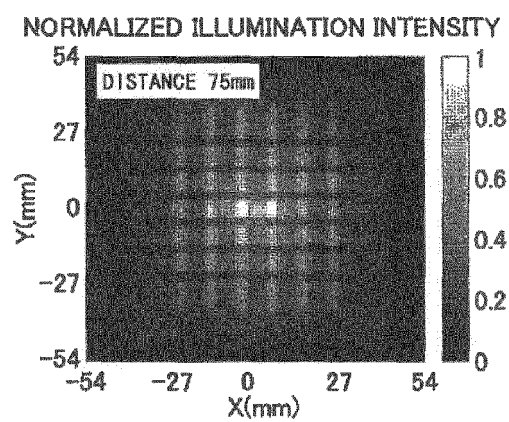 NORMALIZED ILLUMINATION INTENSITY
54
DISTANCE 75mm
27
0
-27
-54
Y(mm)
-54 -27 0 27 54
X(mm)
1
0.8
0.6
0.4
0.2
0